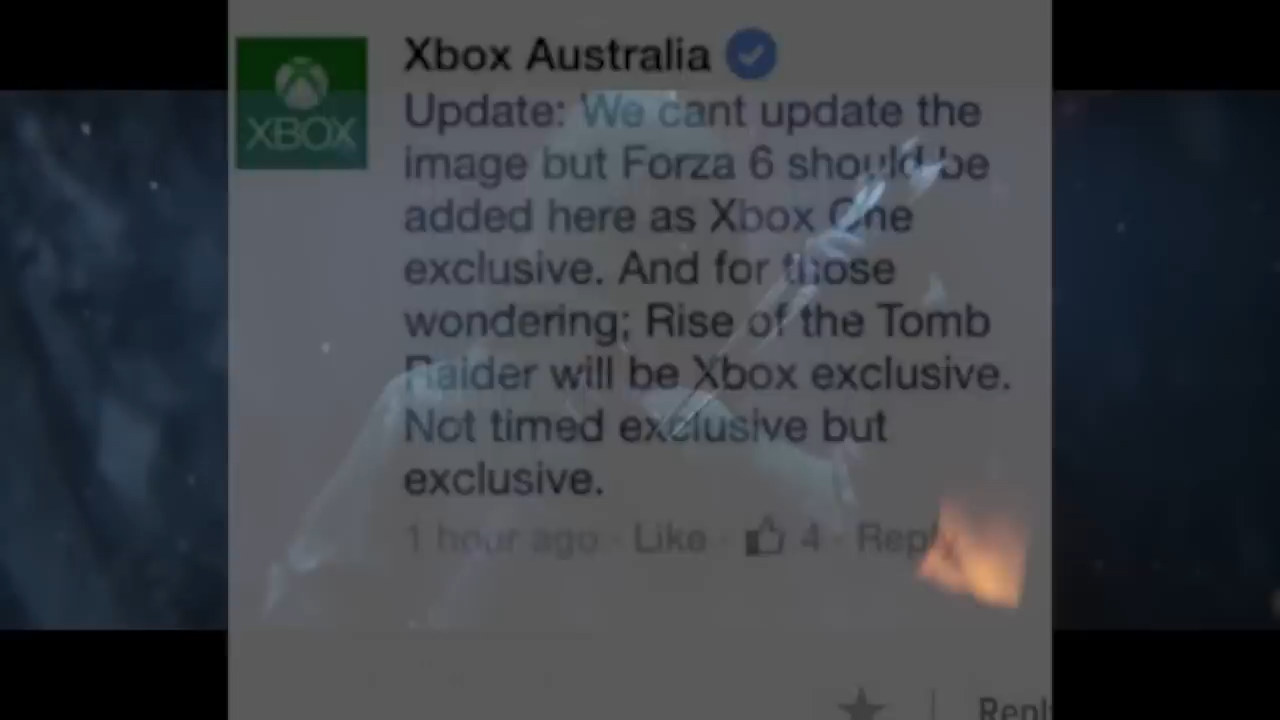 Xbox Australia
XBOX
Update: We cant update the
image but Forza 6 should be
added here as Xbox One
exclusive. And for those
wondering; Rise of the Tomb
Raider will be Xbox exclusive.
Not timed exclusive but
exclusive.
1 hour ago · Like · 4 · Reply